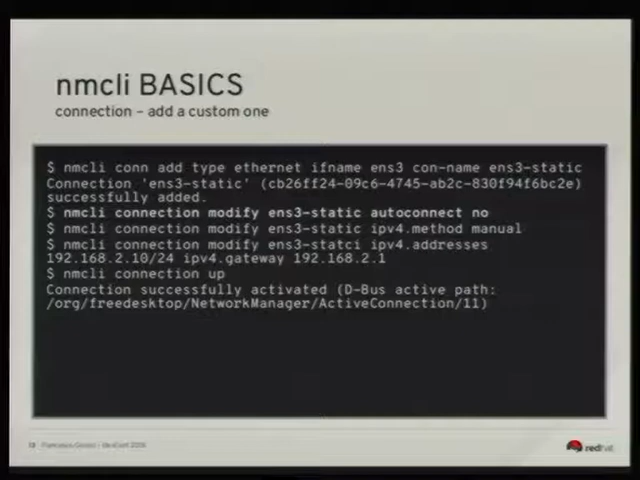 nmcli BASICS
connection – add a custom one
$ nmcli conn add type ethernet ifname ens3 con-name ens3-static
Connection 'ens3-static' (cb26ff24-09c6-4745-ab2c-830f94f6bc2e)
successfully added.
$ nmcli connection modify ens3-static autoconnect no
$ nmcli connection modify ens3-static ipv4.method manual
$ nmcli connection modify ens3-statci ipv4.addresses
192.168.2.10/24 ipv4.gateway 192.168.2.1
$ nmcli connection up
Connection successfully activated (D-Bus active path:
/org/freedesktop/NetworkManager/ActiveConnection/11)
redhat